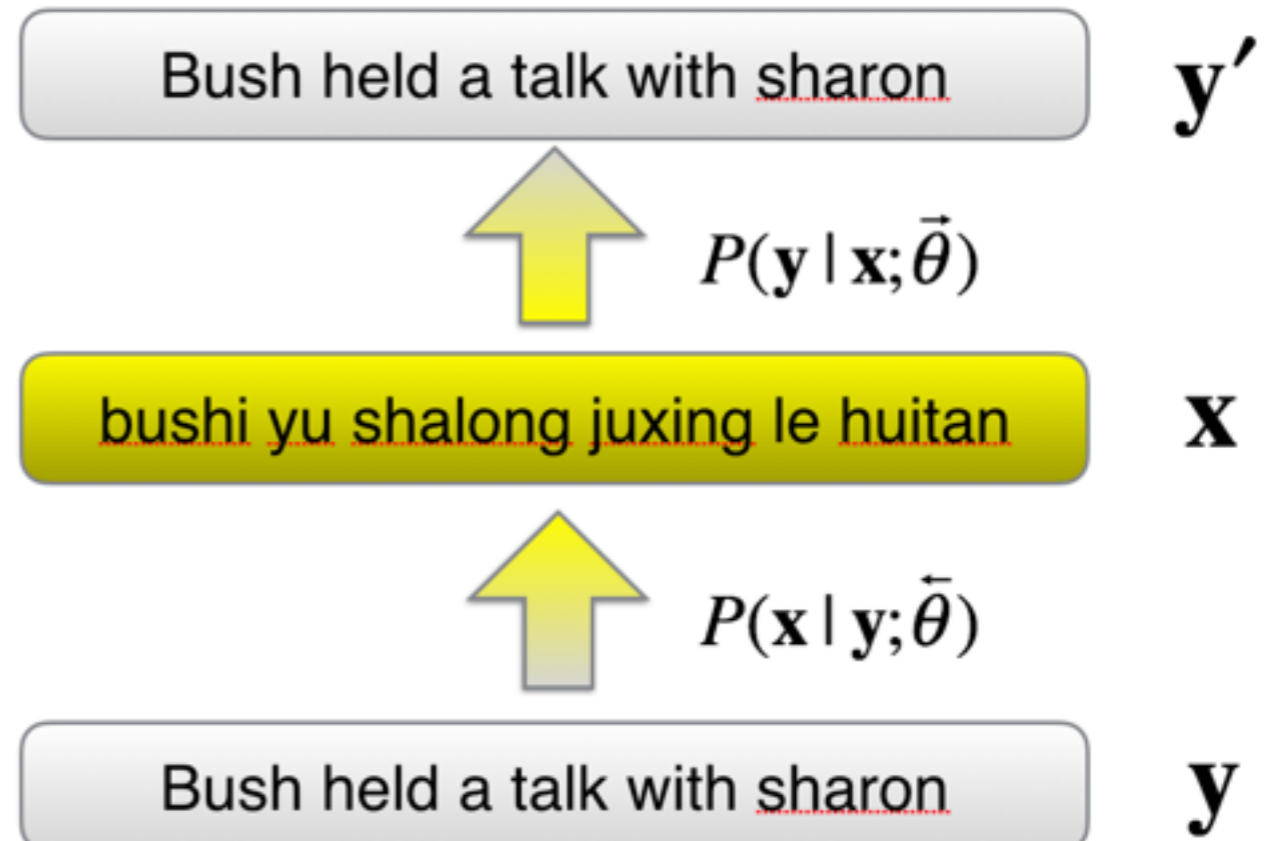 Bush held a talk with sharon y′
P(y | x; θ⃗)
bushi yu shalong juxing le huitan x
P(x | y; θ⃖)
Bush held a talk with sharon y